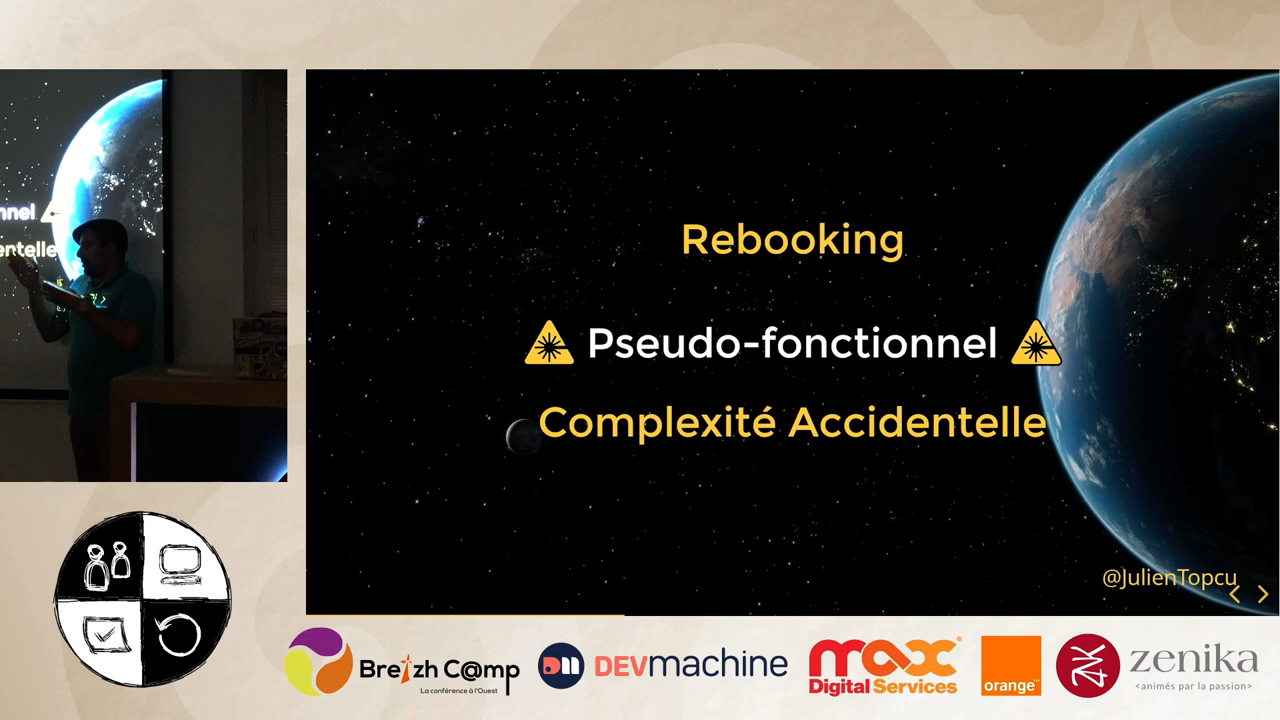 nnel
entelle
Rebooking
Pseudo-fonctionnel
Complexité Accidentelle
@JulienTopcu
Breizh C@mp
La conférence à l'Ouest
DEVmachine
max
Digital Services
orange
zenika
<animés par la passion>